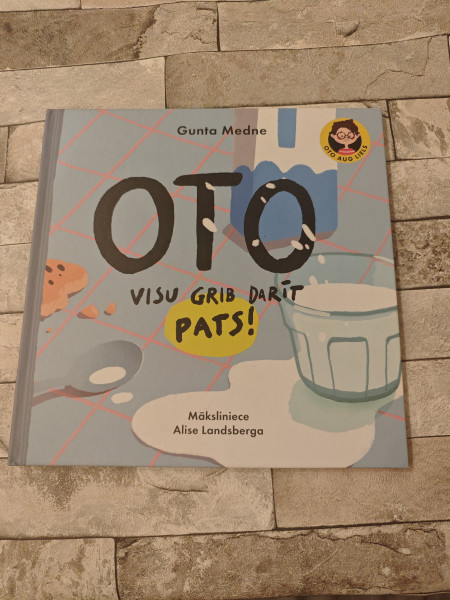 Gunta Medne
OTO AUG LIELS
OTO
VISU GRIB DARĪT
PATS!
Māksliniece
Alise Landsberga